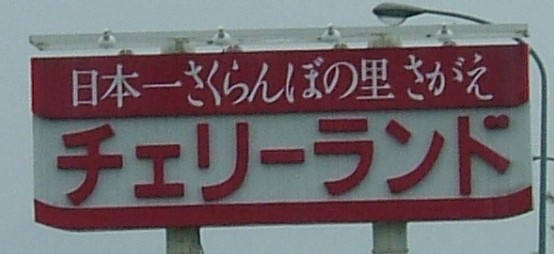 日本一さくらんぼの里 さがえ
チェリーランド